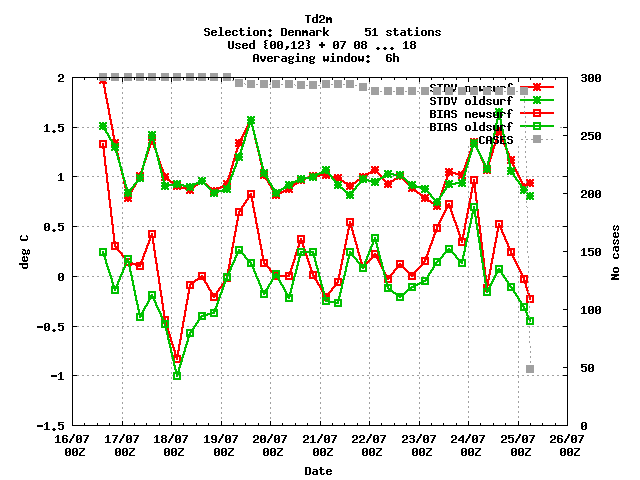 Td2m
Selection: Denmark 51 stations
Used {00,12} + 07 08 ... 18
Averaging window: 6h
2
1.5
1
0.5
0
-0.5
-1
-1.5
deg C
300
250
200
150
100
50
0
No cases
STDV newsurf
STDV oldsurf
BIAS newsurf
BIAS oldsurf
CASES
16/07 17/07 18/07 19/07 20/07 21/07 22/07 23/07 24/07 25/07 26/07
00Z 00Z 00Z 00Z 00Z 00Z 00Z 00Z 00Z 00Z 00Z
Date